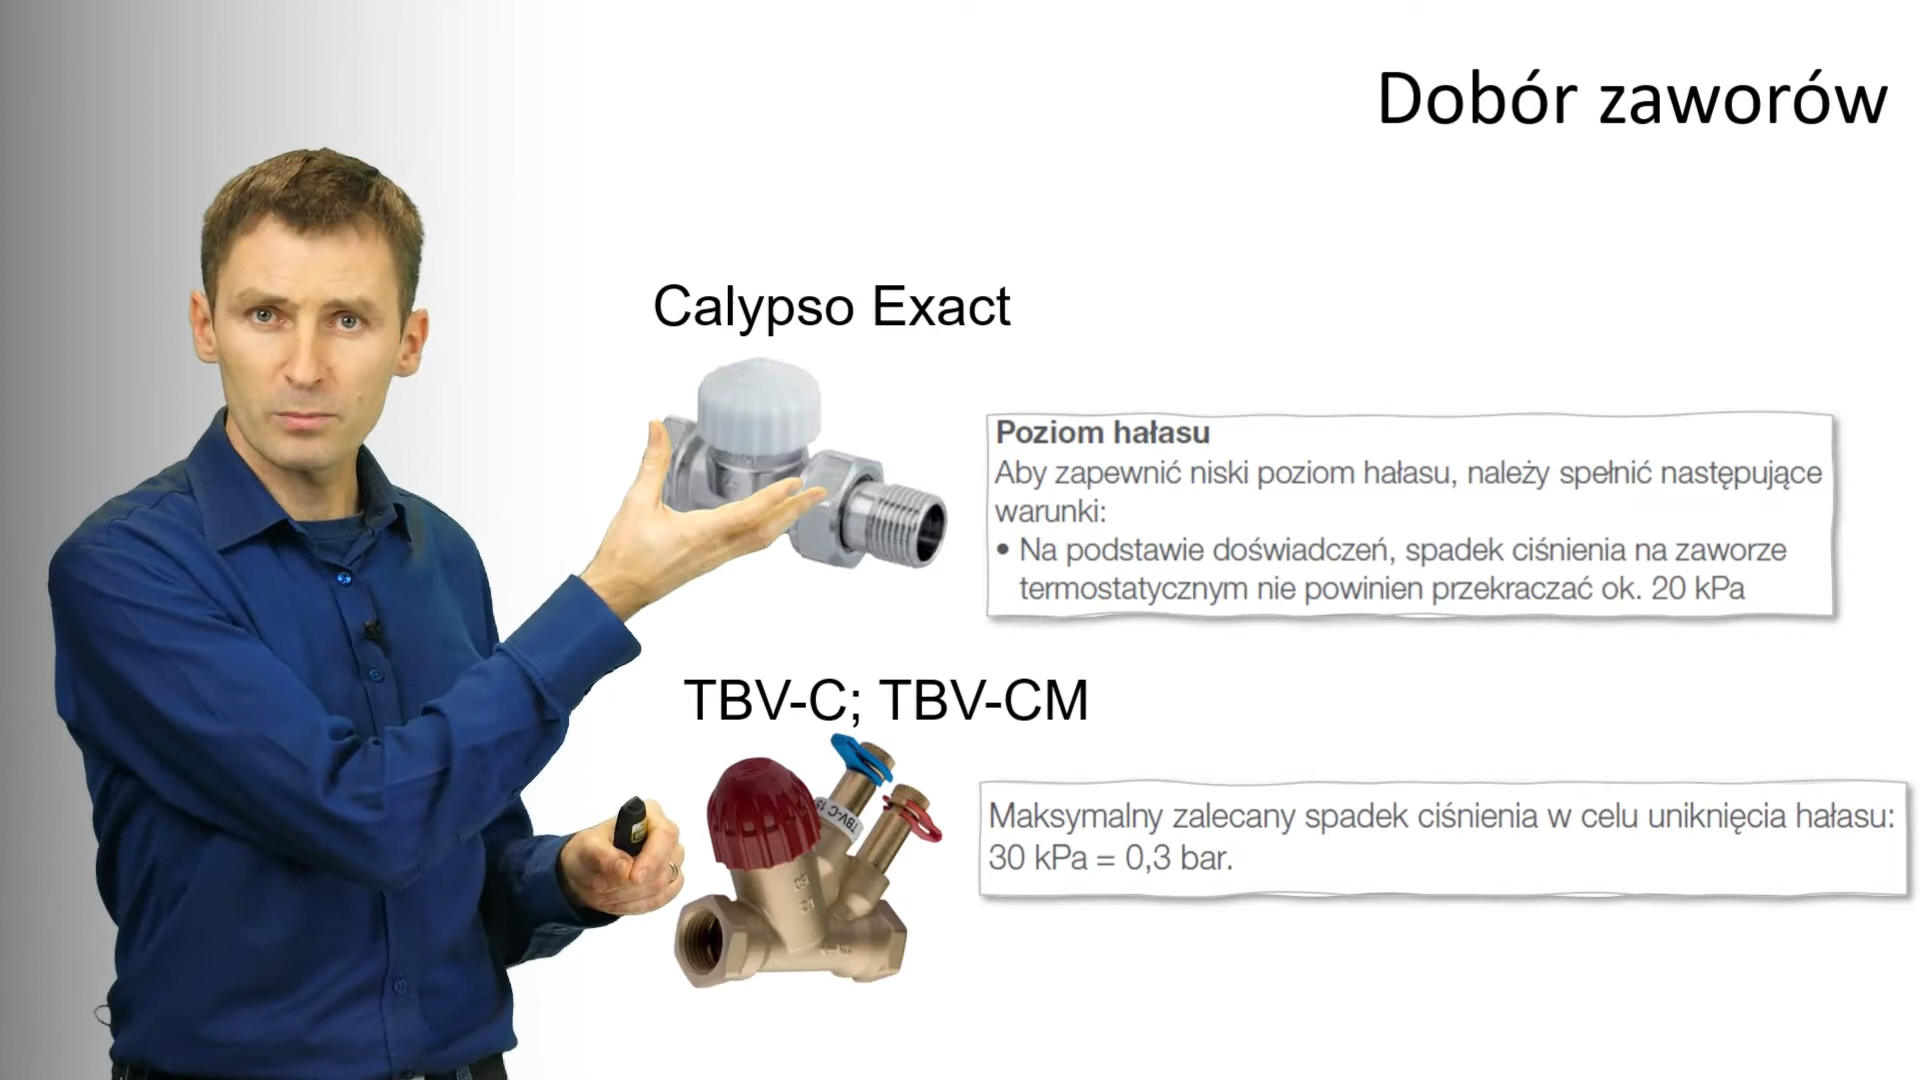 Dobór zaworów
Calypso Exact
Poziom hałasu
Aby zapewnić niski poziom hałasu, należy spełnić następujące
warunki:
• Na podstawie doświadczeń, spadek ciśnienia na zaworze
termostatycznym nie powinien przekraczać ok. 20 kPa
TBV-C; TBV-CM
TBV-C 15
Maksymalny zalecany spadek ciśnienia w celu uniknięcia hałasu:
30 kPa = 0,3 bar.